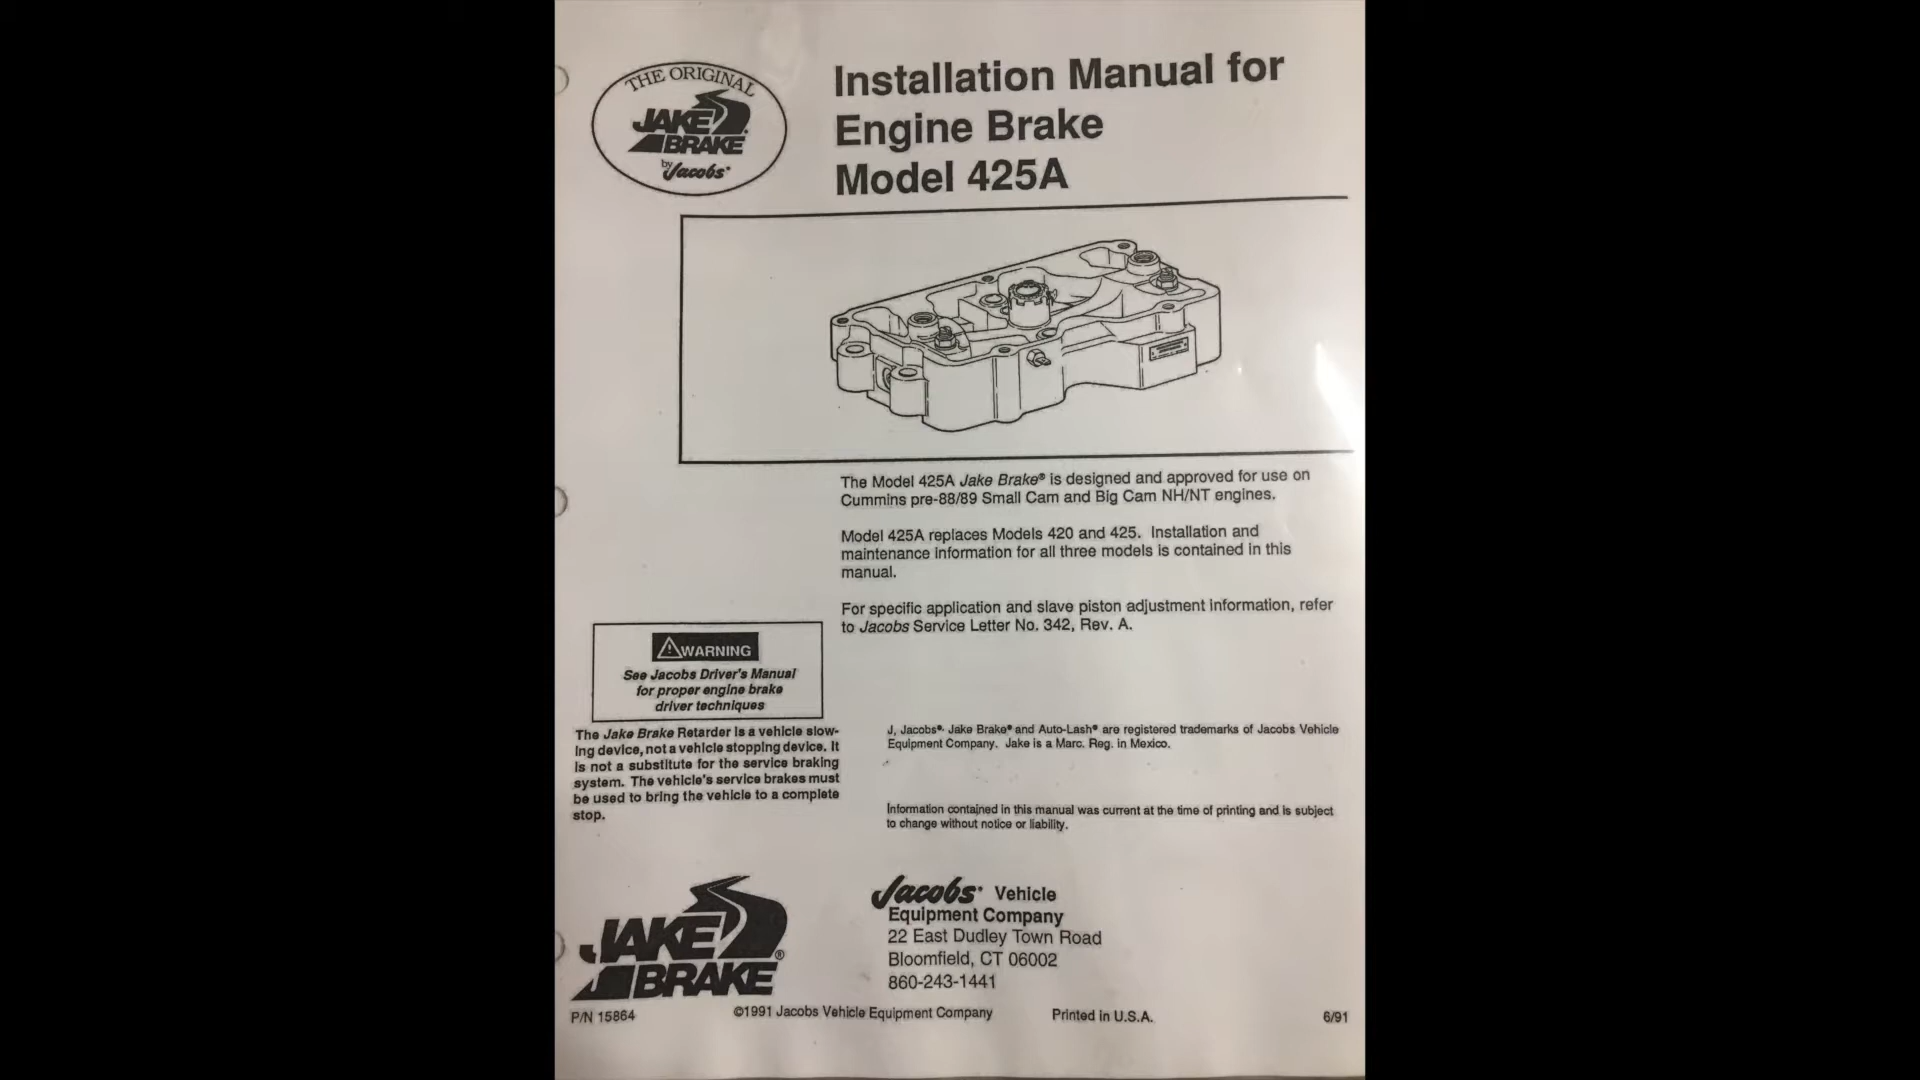 THE ORIGINAL
JAKE
BRAKE
by Jacobs®
Installation Manual for
Engine Brake
Model 425A
The Model 425A Jake Brake® is designed and approved for use on
Cummins pre-88/89 Small Cam and Big Cam NH/NT engines.
Model 425A replaces Models 420 and 425. Installation and
maintenance information for all three models is contained in this
manual.
For specific application and slave piston adjustment information, refer
to Jacobs Service Letter No. 342, Rev. A.
WARNING
See Jacobs Driver's Manual
for proper engine brake
driver techniques
The Jake Brake Retarder is a vehicle slow-
ing device, not a vehicle stopping device. It
is not a substitute for the service braking
system. The vehicle's service brakes must
be used to bring the vehicle to a complete
stop.
J, Jacobs®, Jake Brake® and Auto-Lash® are registered trademarks of Jacobs Vehicle
Equipment Company. Jake is a Marc. Reg. in Mexico.
Information contained in this manual was current at the time of printing and is subject
to change without notice or liability.
JAKE
BRAKE®
Jacobs® Vehicle
Equipment Company
22 East Dudley Town Road
Bloomfield, CT 06002
860-243-1441
P/N 15864
©1991 Jacobs Vehicle Equipment Company
Printed in U.S.A.
6/91